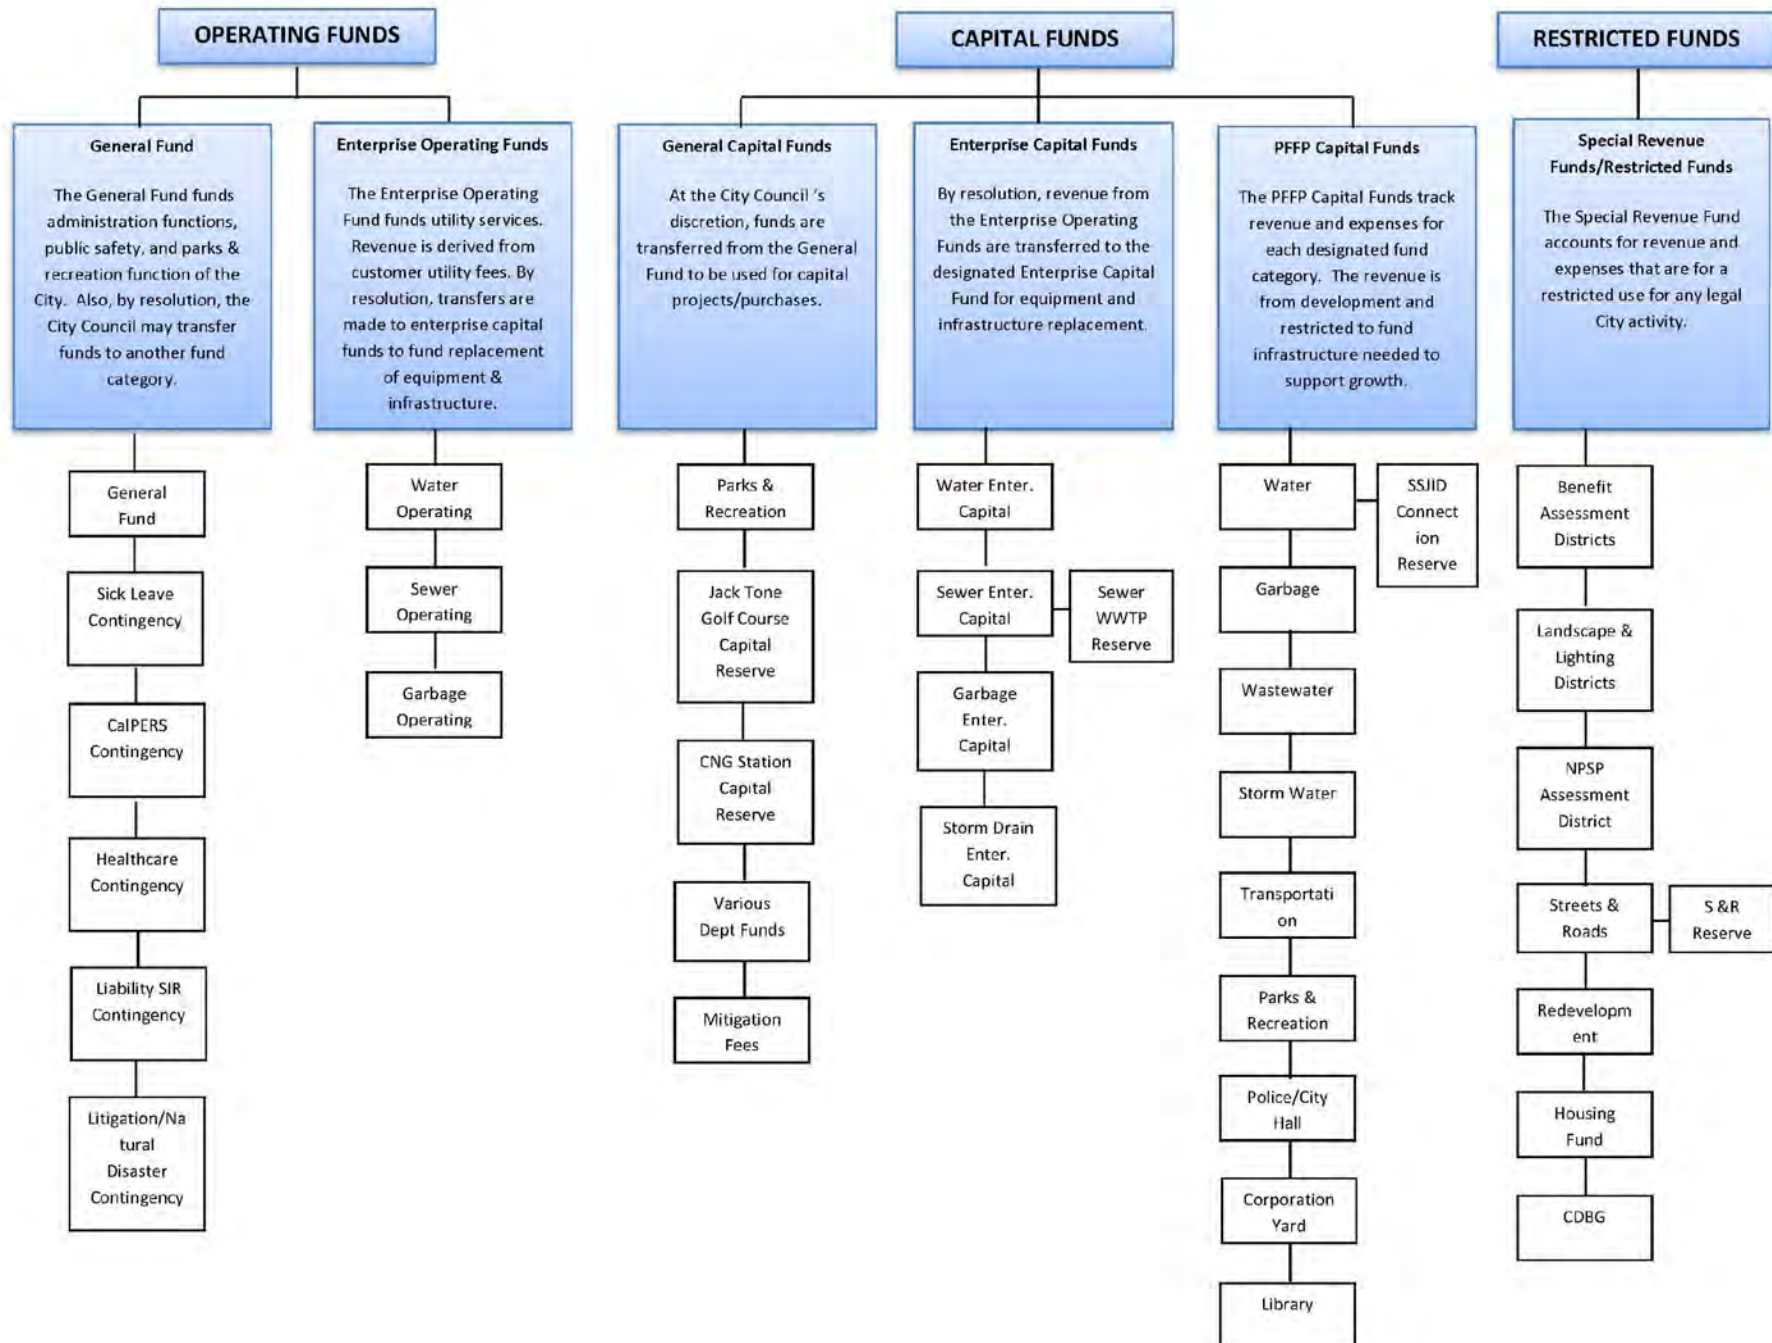 OPERATING FUNDS
CAPITAL FUNDS
RESTRICTED FUNDS
General Fund
The General Fund funds
administration functions,
public safety, and parks &
recreation function of the
City. Also, by resolution, the
City Council may transfer
funds to another fund
category.
Enterprise Operating Funds
The Enterprise Operating
Fund funds utility services.
Revenue is derived from
customer utility fees. By
resolution, transfers are
made to enterprise capital
funds to fund replacement
of equipment &
infrastructure.
General Capital Funds
At the City Council 's
discretion, funds are
transferred from the General
Fund to be used for capital
projects/purchases.
Enterprise Capital Funds
By resolution, revenue from
the Enterprise Operating
Funds are transferred to the
designated Enterprise Capital
Fund for equipment and
infrastructure replacement.
PFFP Capital Funds
The PFFP Capital Funds track
revenue and expenses for
each designated fund
category. The revenue is
from development and
restricted to fund
infrastructure needed to
support growth.
Special Revenue
Funds/Restricted Funds
The Special Revenue Fund
accounts for revenue and
expenses that are for a
restricted use for any legal
City activity.
General
Fund
Sick Leave
Contingency
CalPERS
Contingency
Healthcare
Contingency
Liability SIR
Contingency
Litigation/Na
tural
Disaster
Contingency
Water
Operating
Sewer
Operating
Garbage
Operating
Parks &
Recreation
Jack Tone
Golf Course
Capital
Reserve
CNG Station
Capital
Reserve
Various
Dept Funds
Mitigation
Fees
Water Enter.
Capital
Sewer Enter.
Capital
Sewer
WWTP
Reserve
Garbage
Enter.
Capital
Storm Drain
Enter.
Capital
Water
SSJID
Connect
ion
Reserve
Garbage
Wastewater
Storm Water
Transportati
on
Parks &
Recreation
Police/City
Hall
Corporation
Yard
Library
Benefit
Assessment
Districts
Landscape &
Lighting
Districts
NPSP
Assessment
District
Streets &
Roads
S &R
Reserve
Redevelopm
ent
Housing
Fund
CDBG